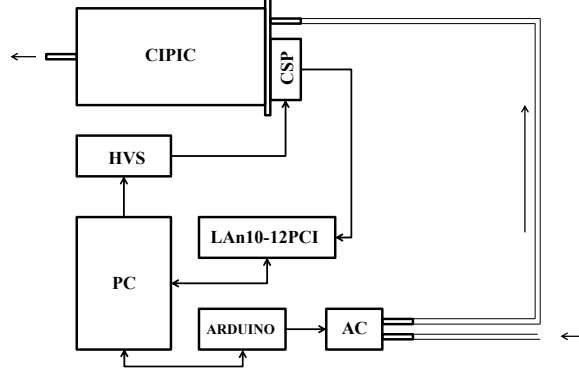 CIPIC
CSP
HVS
LAn10-12PCI
PC
ARDUINO
AC